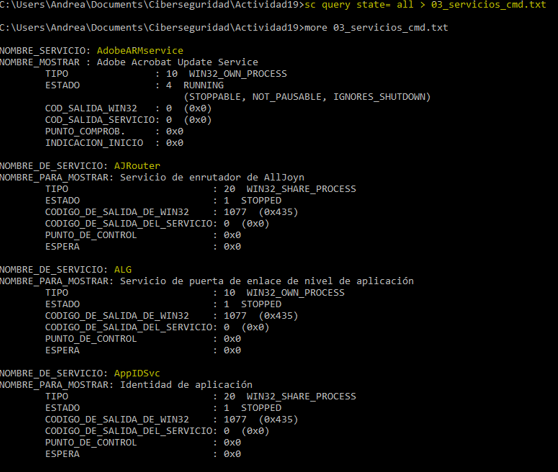 C:\Users\Andrea\Documents\Ciberseguridad\Actividad19>sc query state= all > 03_servicios_cmd.txt
C:\Users\Andrea\Documents\Ciberseguridad\Actividad19>more 03_servicios_cmd.txt
NOMBRE_SERVICIO: AdobeARMservice
NOMBRE_MOSTRAR : Adobe Acrobat Update Service
TIPO : 10 WIN32_OWN_PROCESS
ESTADO : 4 RUNNING
(STOPPABLE, NOT_PAUSABLE, IGNORES_SHUTDOWN)
COD_SALIDA_WIN32 : 0 (0x0)
COD_SALIDA_SERVICIO: 0 (0x0)
PUNTO_COMPROB. : 0x0
INDICACION_INICIO : 0x0
NOMBRE_DE_SERVICIO: AJRouter
NOMBRE_PARA_MOSTRAR: Servicio de enrutador de AllJoyn
TIPO : 20 WIN32_SHARE_PROCESS
ESTADO : 1 STOPPED
CODIGO_DE_SALIDA_DE_WIN32 : 1077 (0x435)
CODIGO_DE_SALIDA_DEL_SERVICIO: 0 (0x0)
PUNTO_DE_CONTROL : 0x0
ESPERA : 0x0
NOMBRE_DE_SERVICIO: ALG
NOMBRE_PARA_MOSTRAR: Servicio de puerta de enlace de nivel de aplicación
TIPO : 10 WIN32_OWN_PROCESS
ESTADO : 1 STOPPED
CODIGO_DE_SALIDA_DE_WIN32 : 1077 (0x435)
CODIGO_DE_SALIDA_DEL_SERVICIO: 0 (0x0)
PUNTO_DE_CONTROL : 0x0
ESPERA : 0x0
NOMBRE_DE_SERVICIO: AppIDSvc
NOMBRE_PARA_MOSTRAR: Identidad de aplicación
TIPO : 20 WIN32_SHARE_PROCESS
ESTADO : 1 STOPPED
CODIGO_DE_SALIDA_DE_WIN32 : 1077 (0x435)
CODIGO_DE_SALIDA_DEL_SERVICIO: 0 (0x0)
PUNTO_DE_CONTROL : 0x0
ESPERA : 0x0